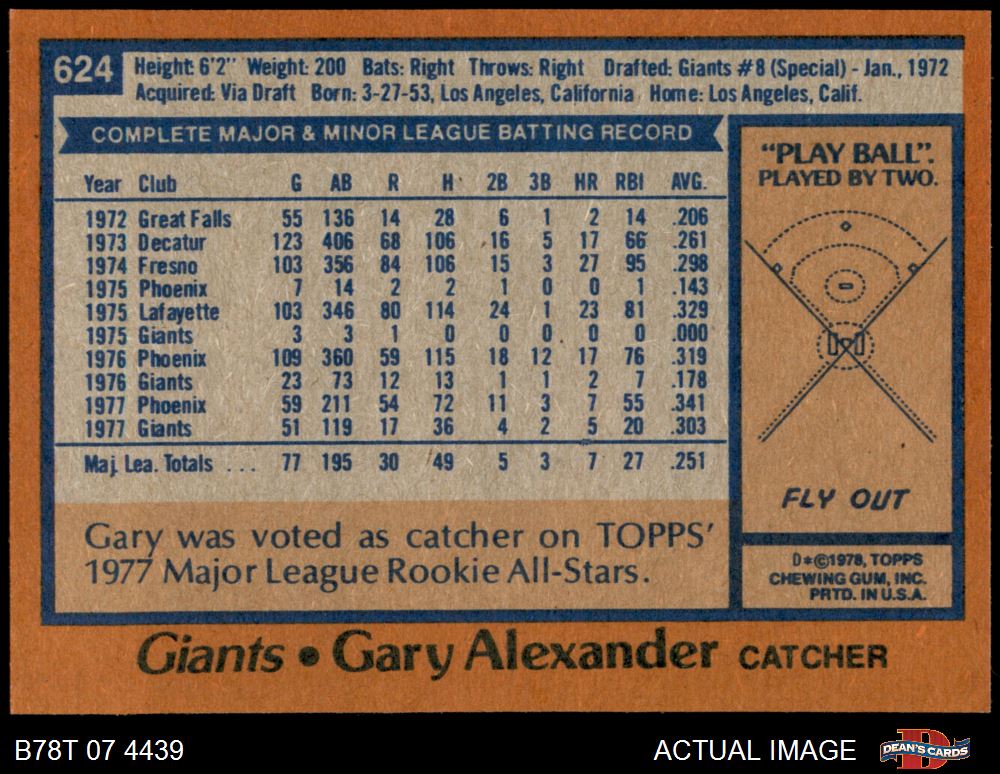 624 Height: 6'2" Weight: 200 Bats: Right Throws: Right Drafted: Giants #8 (Special) - Jan., 1972
Acquired: Via Draft Born: 3-27-53, Los Angeles, California Home: Los Angeles, Calif.
COMPLETE MAJOR & MINOR LEAGUE BATTING RECORD
Year Club G AB R H 2B 3B HR RBI AVG.
1972 Great Falls 55 136 14 28 6 1 2 14 .206
1973 Decatur 123 406 68 106 16 5 17 66 .261
1974 Fresno 103 356 84 106 15 3 27 95 .298
1975 Phoenix 7 14 2 2 1 0 0 1 .143
1975 Lafayette 103 346 80 114 24 1 23 81 .329
1975 Giants 3 3 1 0 0 0 0 0 .000
1976 Phoenix 109 360 59 115 18 12 17 76 .319
1976 Giants 23 73 12 13 1 1 2 7 .178
1977 Phoenix 59 211 54 72 11 3 7 55 .341
1977 Giants 51 119 17 36 4 2 5 20 .303
Maj. Lea. Totals ... 77 195 30 49 5 3 7 27 .251
Gary was voted as catcher on TOPPS'
1977 Major League Rookie All-Stars.
"PLAY BALL".
PLAYED BY TWO.
FLY OUT
D*©1978, TOPPS
CHEWING GUM, INC.
PRTD. IN U.S.A.
Giants • Gary Alexander CATCHER
B78T 07 4439
ACTUAL IMAGE
DEAN'S CARDS